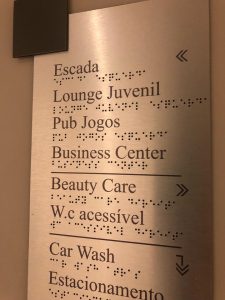 Escada
Lounge Juvenil
Pub Jogos
Business Center
Beauty Care
W.c acessível
Car Wash
Estacionamento